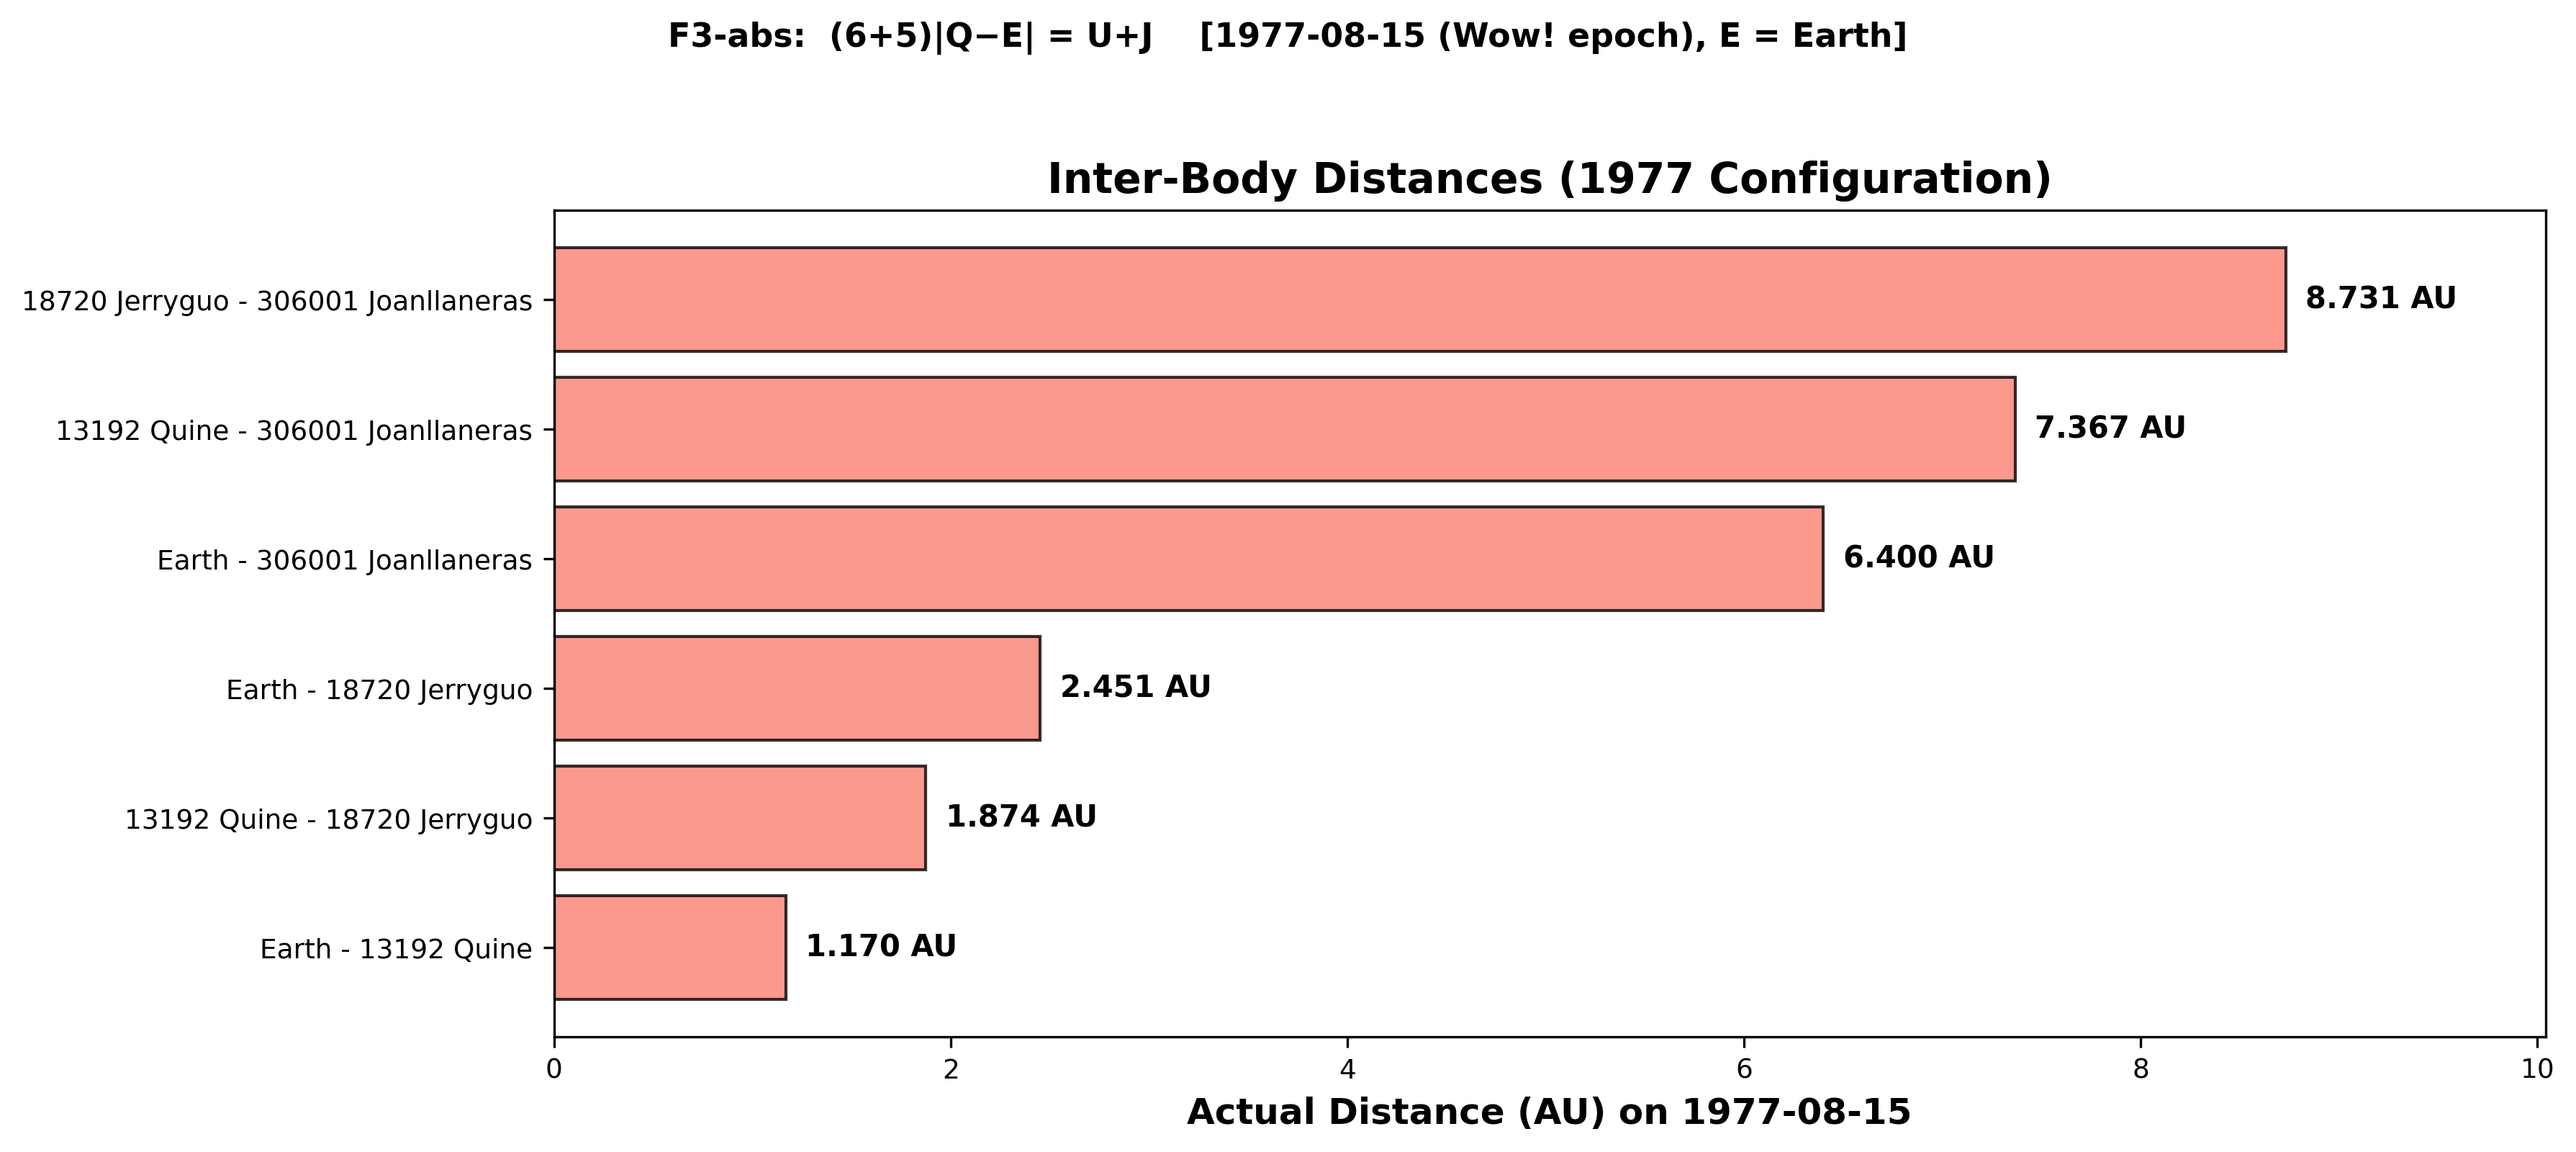 F3-abs:  (6+5)|Q−E| = U+J    [1977-08-15 (Wow! epoch), E = Earth]
Inter-Body Distances (1977 Configuration)
18720 Jerryguo - 306001 Joanllaneras
8.731 AU
13192 Quine - 306001 Joanllaneras
7.367 AU
Earth - 306001 Joanllaneras
6.400 AU
Earth - 18720 Jerryguo
2.451 AU
13192 Quine - 18720 Jerryguo
1.874 AU
Earth - 13192 Quine
1.170 AU
0 2 4 6 8 10
Actual Distance (AU) on 1977-08-15